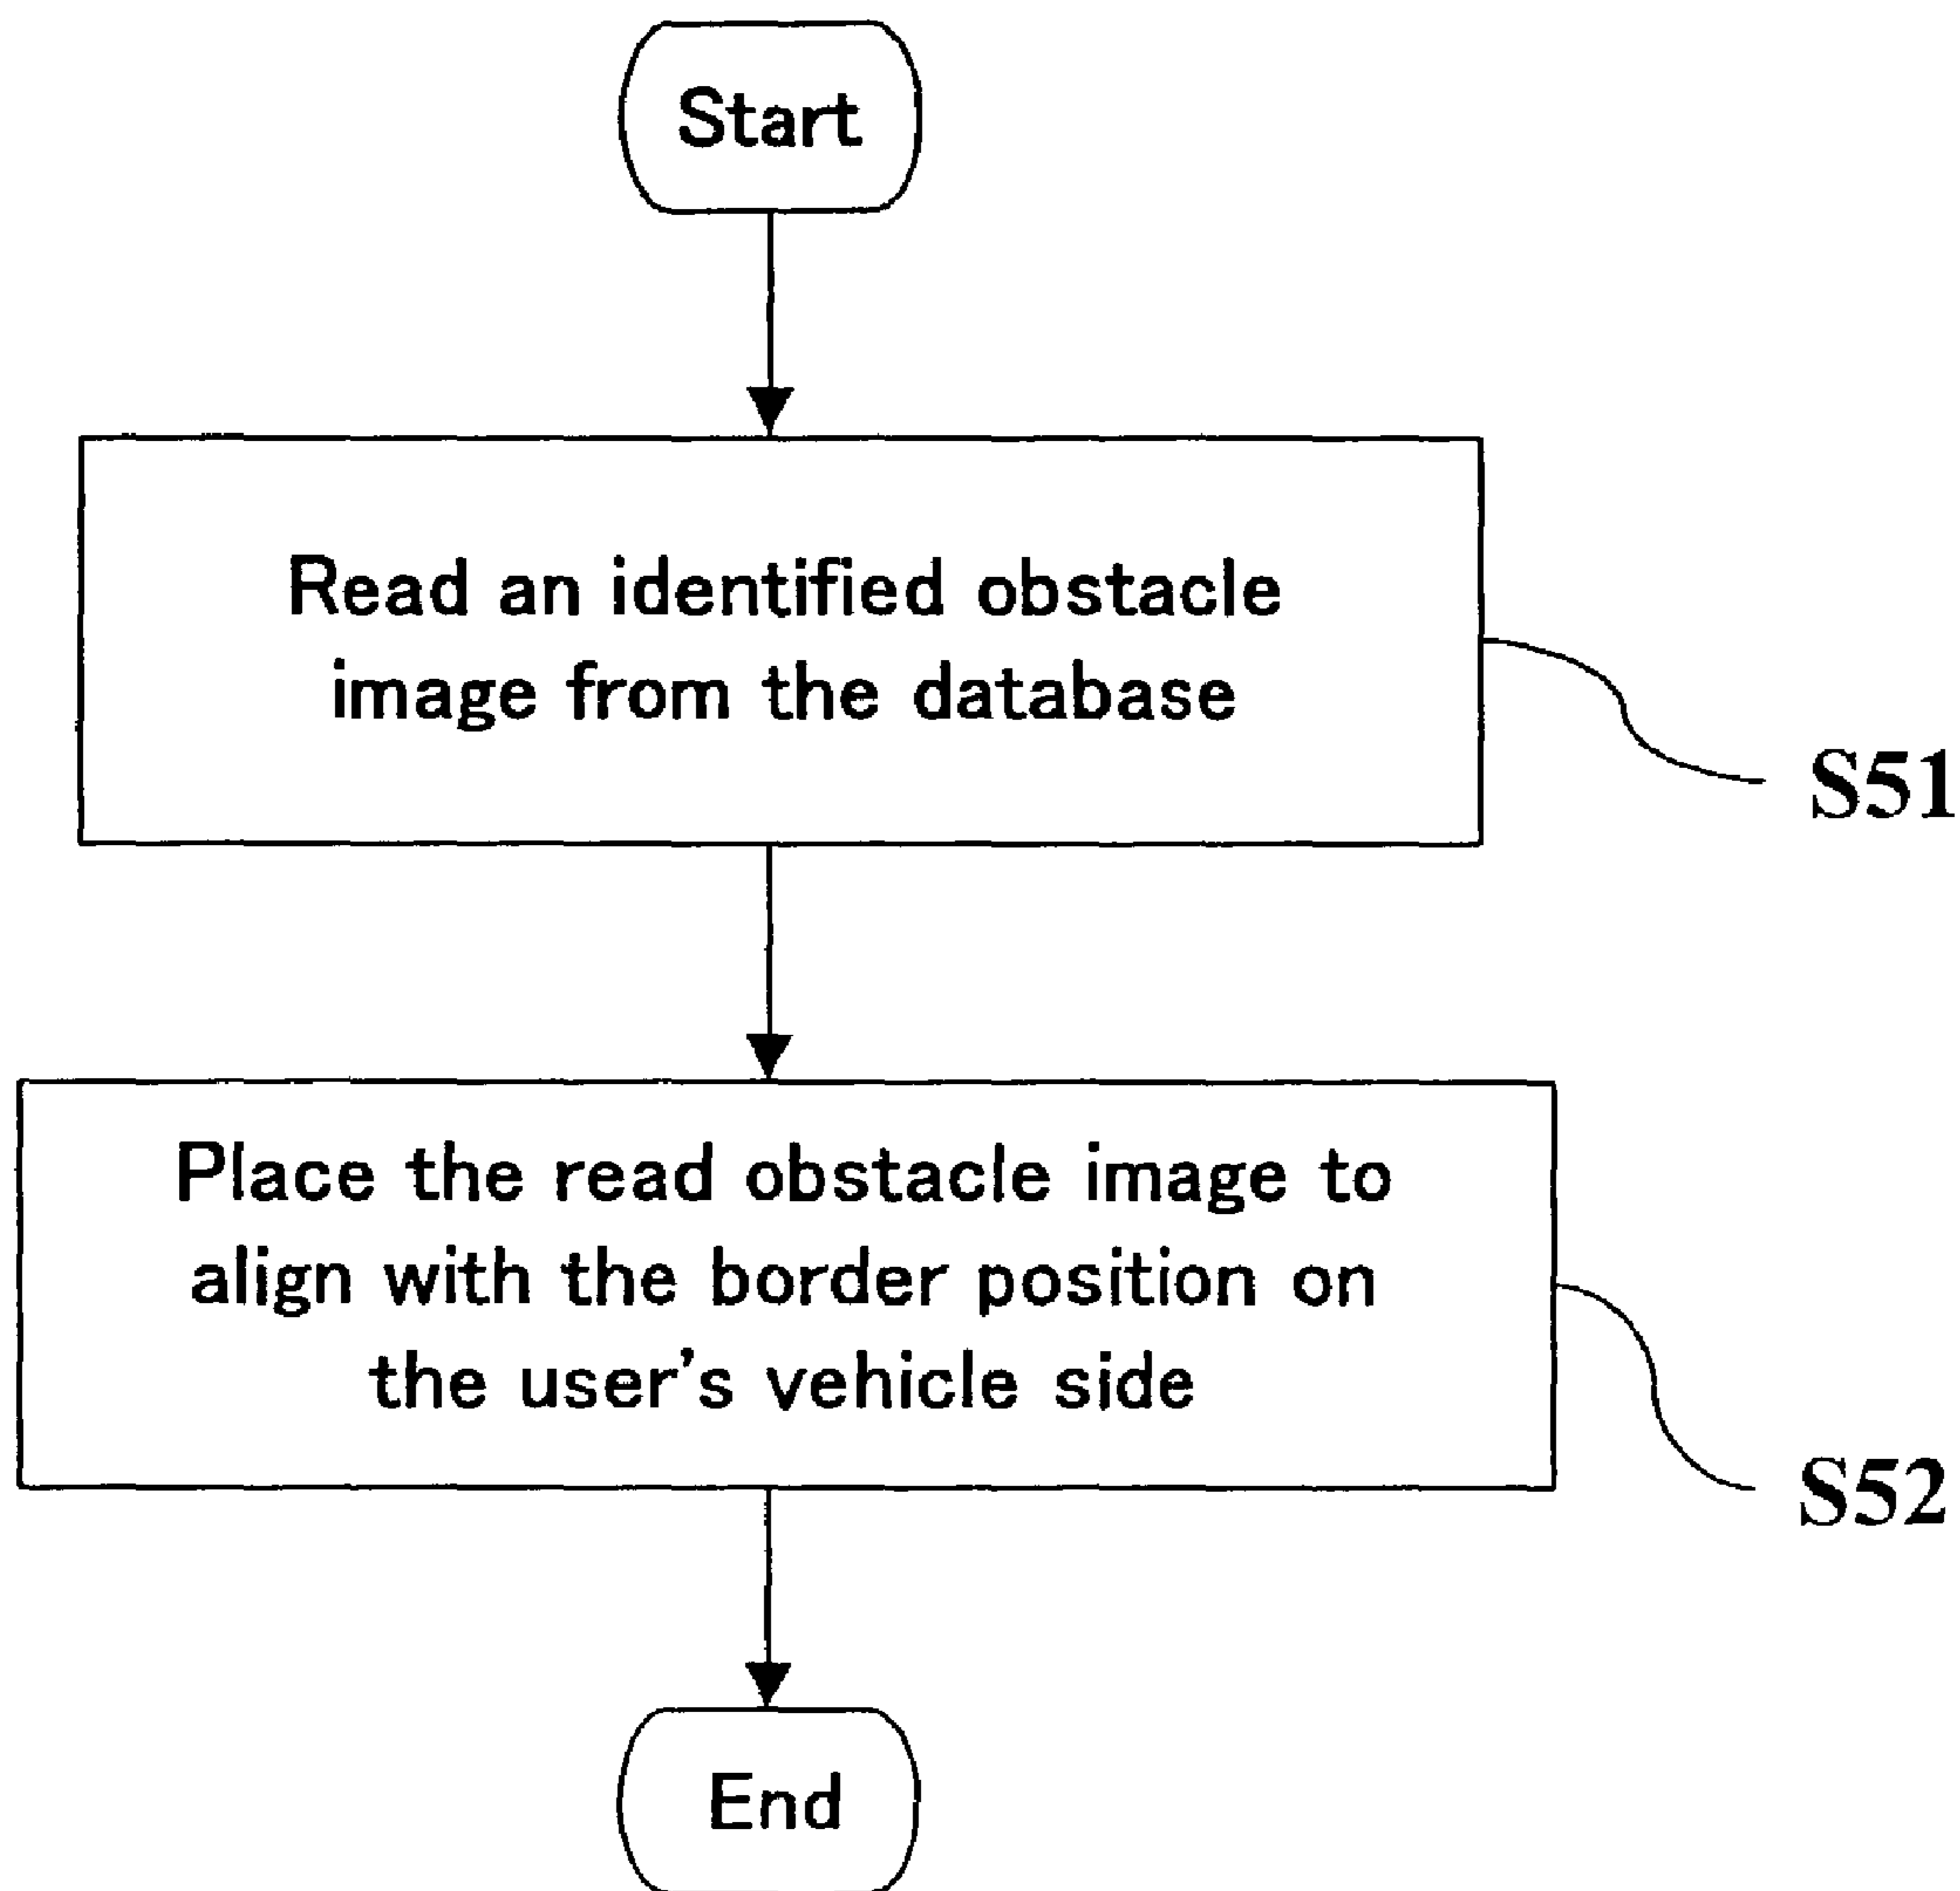 Start
Read an identified obstacle
image from the database
S51
Place the read obstacle image to
align with the border position on
the user's vehicle side
S52
End